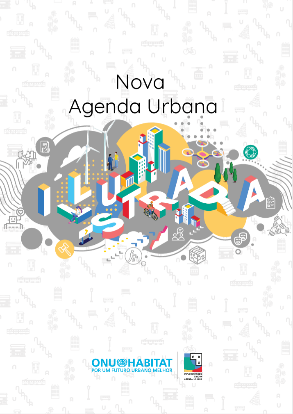 Nova
Agenda Urbana
ILUSTRADA
ONU HABITAT
POR UM FUTURO URBANO MELHOR